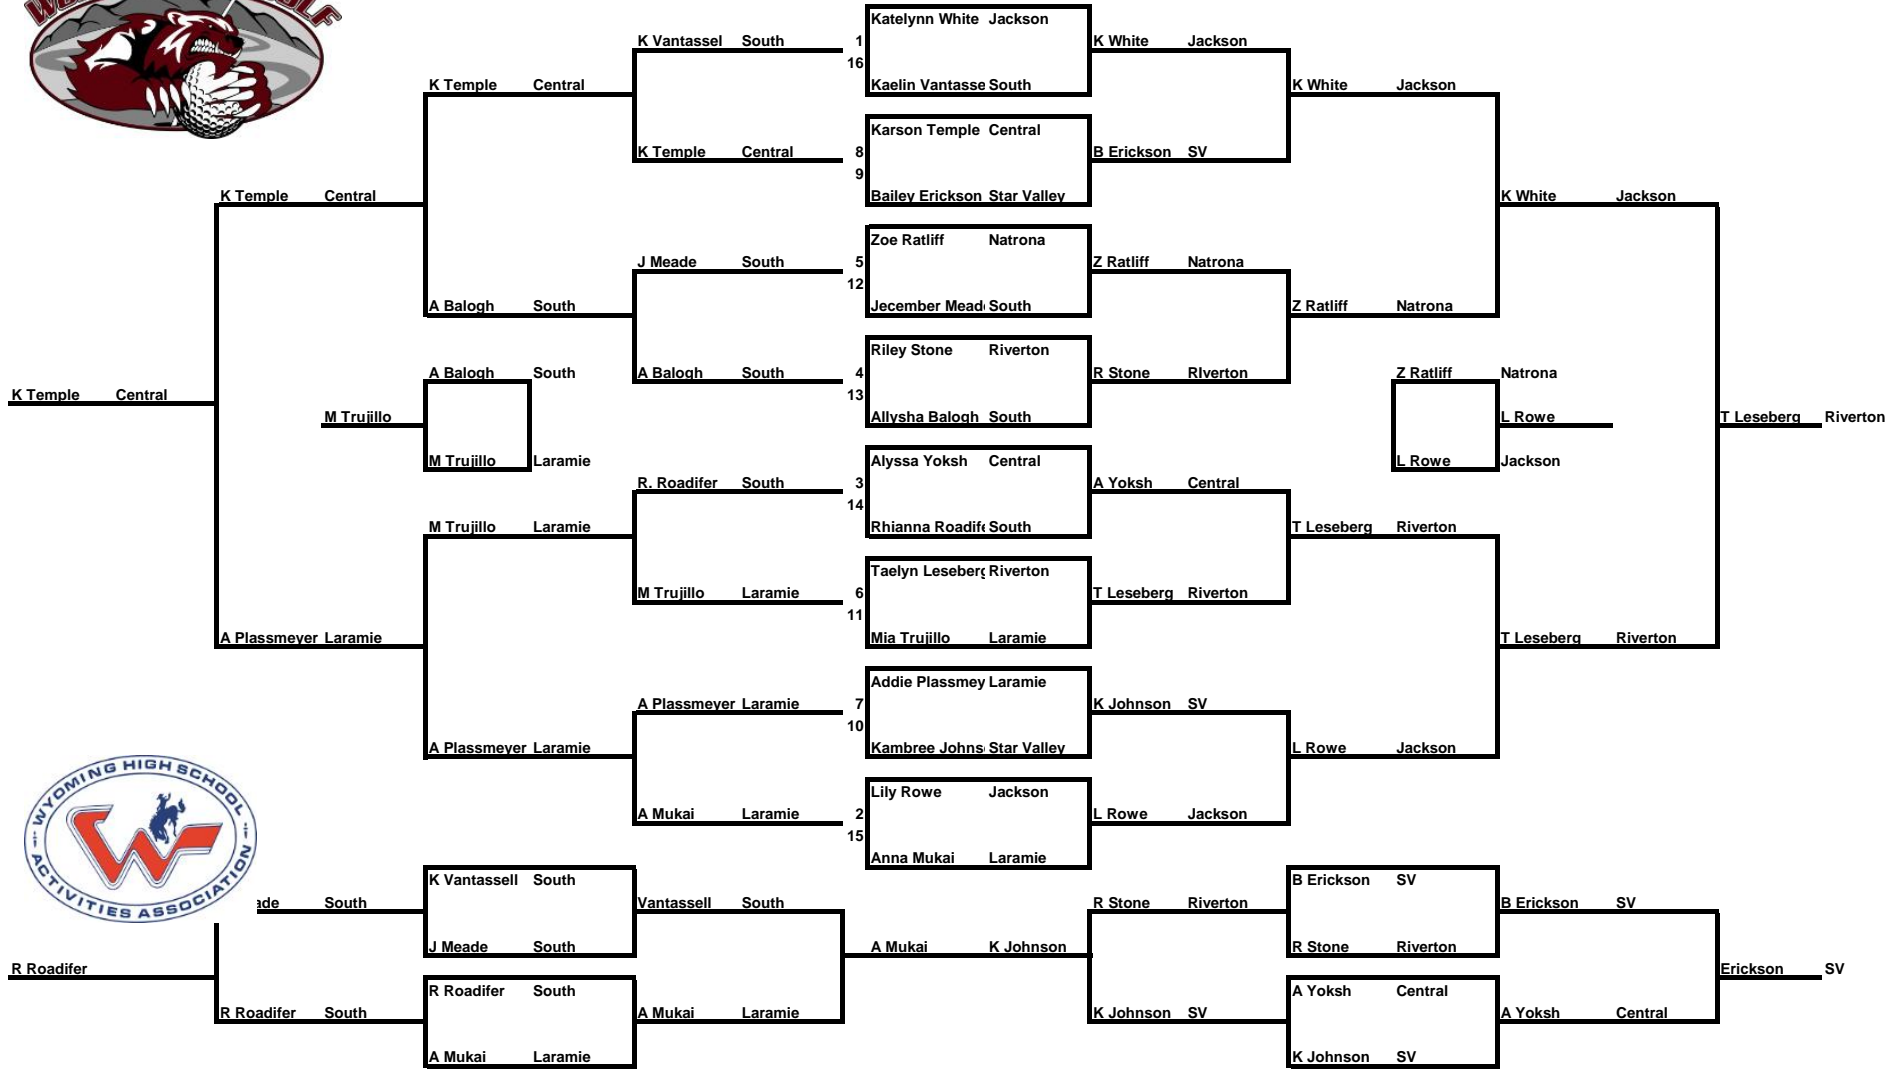 Katelynn White Jackson
K Vantassel South 1 K White Jackson
16
K Temple Central Kaelin Vantasse South K White Jackson
Karson Temple Central
K Temple Central 8 B Erickson SV
9
K Temple Central Bailey Erickson Star Valley K White Jackson
Zoe Ratliff Natrona
J Meade South 5 Z Ratliff Natrona
12
A Balogh South Jecember Mead South Z Ratliff Natrona
Riley Stone Riverton
A Balogh South A Balogh South 4 R Stone RIverton Z Ratliff Natrona
K Temple Central 13
M Trujillo Allysha Balogh South L Rowe T Leseberg Riverton
M Trujillo Laramie Alyssa Yoksh Central L Rowe Jackson
R. Roadifer South 3 A Yoksh Central
14
M Trujillo Laramie Rhianna Roadife South T Leseberg Riverton
Taelyn Leseberg Riverton
M Trujillo Laramie 6 T Leseberg Riverton
11
A Plassmeyer Laramie Mia Trujillo Laramie T Leseberg Riverton
Addie Plassmey Laramie
A Plassmeyer Laramie 7 K Johnson SV
10
A Plassmeyer Laramie Kambree Johns Star Valley L Rowe Jackson
Lily Rowe Jackson
A Mukai Laramie 2 L Rowe Jackson
15
Anna Mukai Laramie
WYOMING HIGH SCHOOL
ACTIVITIES ASSOCIATION
K Vantassell South B Erickson SV
South Vantassell South R Stone Riverton B Erickson SV
J Meade South A Mukai K Johnson R Stone Riverton
R Roadifer Erickson SV
R Roadifer South A Yoksh Central
R Roadifer South A Mukai Laramie K Johnson SV A Yoksh Central
A Mukai Laramie K Johnson SV